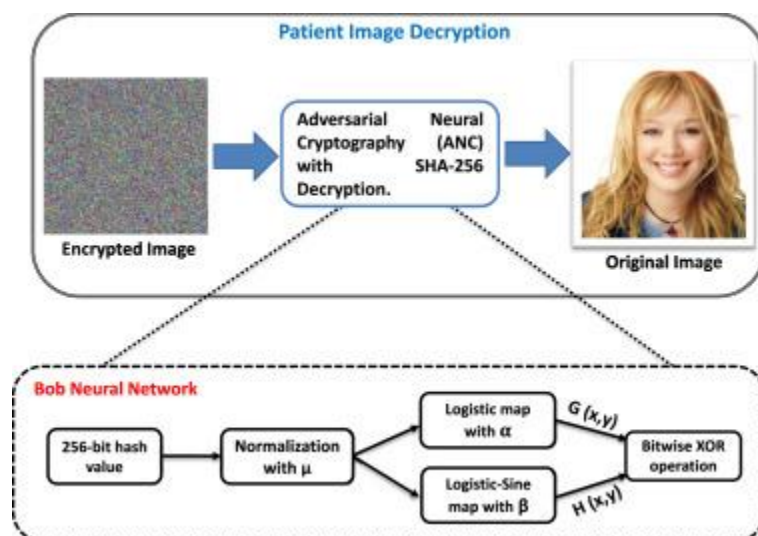 Patient Image Decryption
Adversarial Neural
Cryptography (ANC)
with SHA-256
Decryption.
Encrypted Image
Original Image
Bob Neural Network
256-bit hash
value
Normalization
with μ
Logistic map
with α
Logistic-Sine
map with β
G (x,y)
H (x,y)
Bitwise XOR
operation